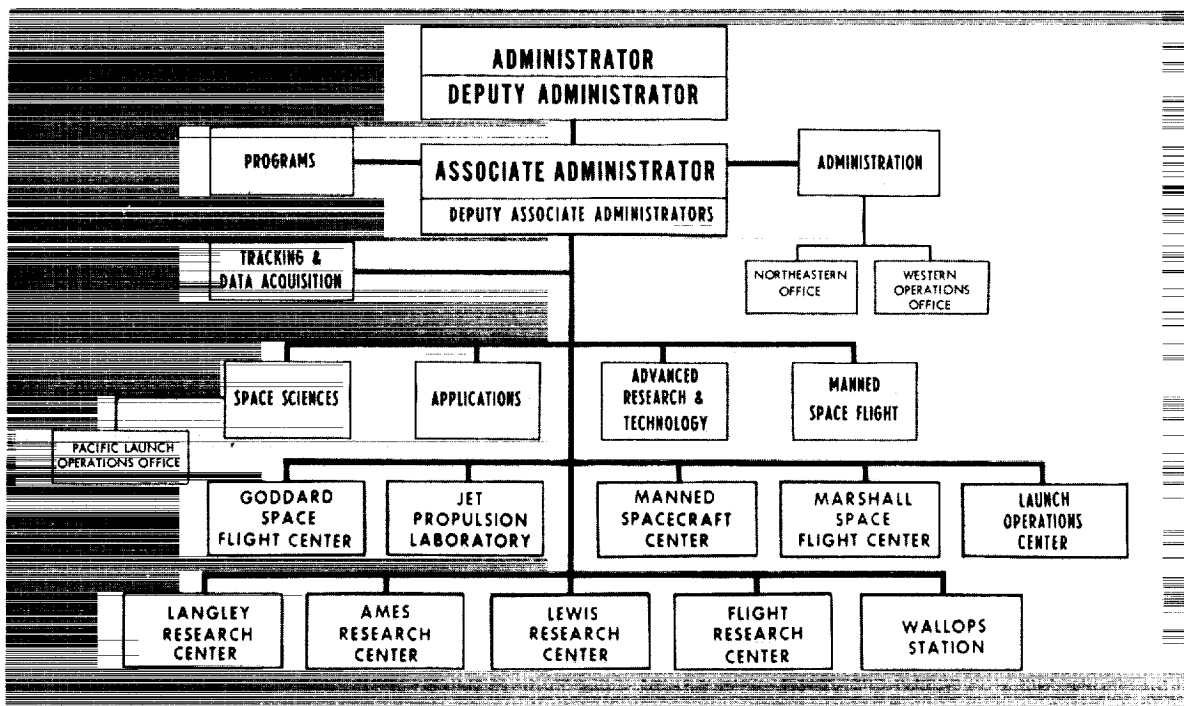 ADMINISTRATOR
DEPUTY ADMINISTRATOR
PROGRAMS
ASSOCIATE ADMINISTRATOR
DEPUTY ASSOCIATE ADMINISTRATORS
ADMINISTRATION
TRACKING &
DATA ACQUISITION
NORTHEASTERN
OFFICE
WESTERN
OPERATIONS
OFFICE
SPACE SCIENCES
APPLICATIONS
ADVANCED
RESEARCH &
TECHNOLOGY
MANNED
SPACE FLIGHT
PACIFIC LAUNCH
OPERATIONS OFFICE
GODDARD
SPACE
FLIGHT CENTER
JET
PROPULSION
LABORATORY
MANNED
SPACECRAFT
CENTER
MARSHALL
SPACE
FLIGHT CENTER
LAUNCH
OPERATIONS
CENTER
LANGLEY
RESEARCH
CENTER
AMES
RESEARCH
CENTER
LEWIS
RESEARCH
CENTER
FLIGHT
RESEARCH
CENTER
WALLOPS
STATION